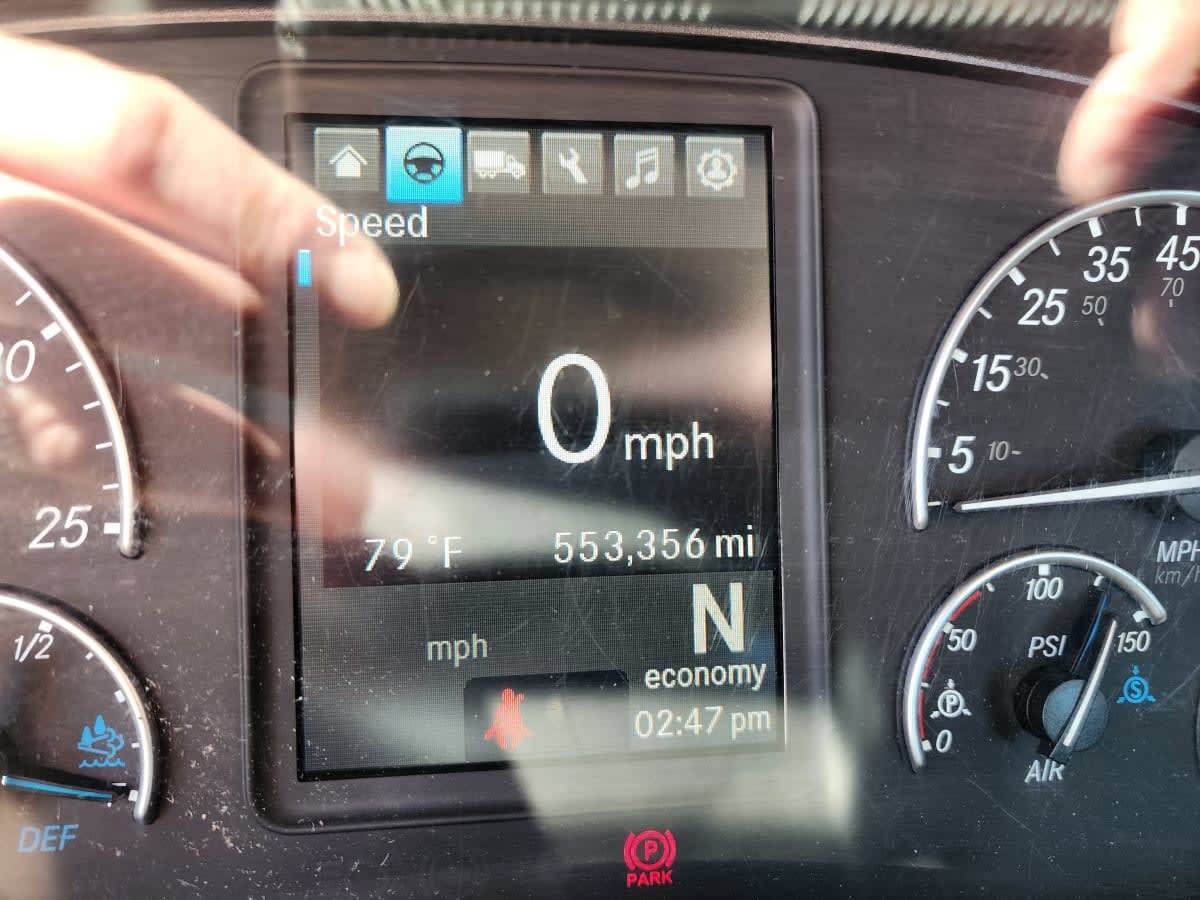 Speed
0 mph
79 °F 553,356 mi
N
mph
economy
02:47 pm
25
1/2
DEF
5 10
15 30
25
35 50
45 70
MPH
km/h
0
50
100
150
PSI
AIR
P
S
P
PARK